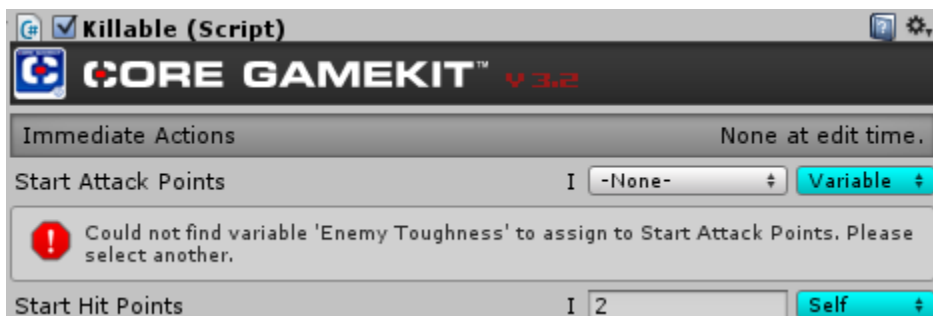 Killable (Script)
CORE GAMEKIT™ V 3.2
Immediate Actions None at edit time.
Start Attack Points I -None- Variable
Could not find variable 'Enemy Toughness' to assign to Start Attack Points. Please
select another.
Start Hit Points I 2 Self